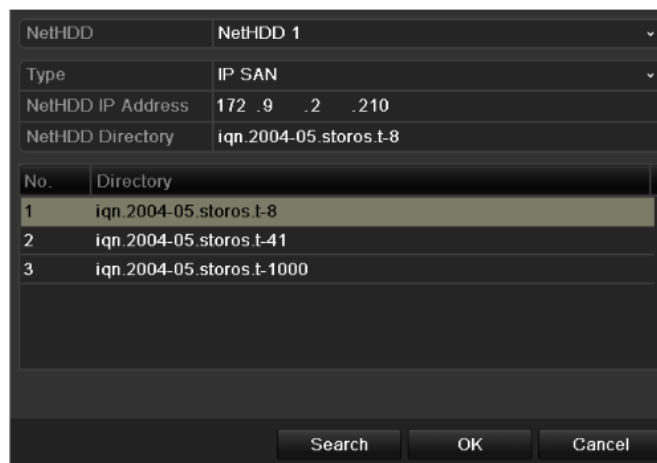 NetHDD NetHDD 1
Type IP SAN
NetHDD IP Address 172 .9 .2 .210
NetHDD Directory iqn.2004-05.storos.t-8
No. Directory
1 iqn.2004-05.storos.t-8
2 iqn.2004-05.storos.t-41
3 iqn.2004-05.storos.t-1000
Search OK Cancel